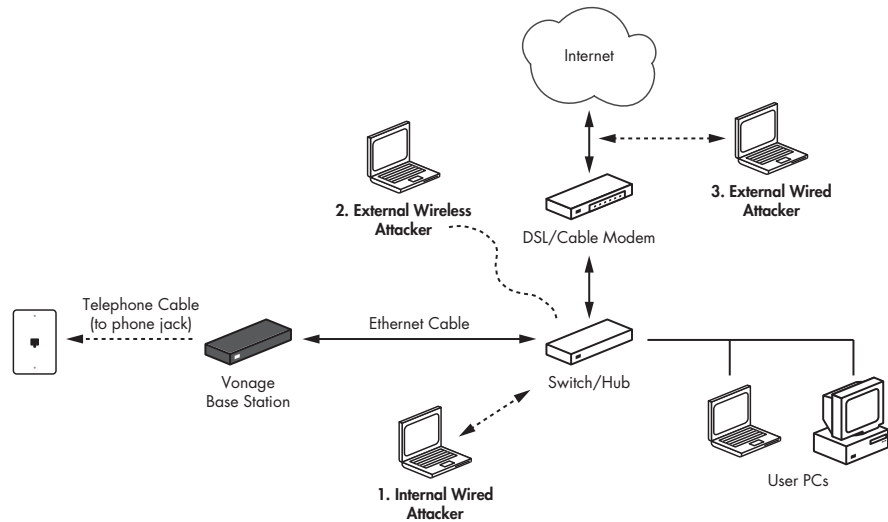 Internet
2. External Wireless
Attacker
3. External Wired
Attacker
DSL/Cable Modem
Telephone Cable
(to phone jack)
Ethernet Cable
Vonage
Base Station
Switch/Hub
1. Internal Wired
Attacker
User PCs